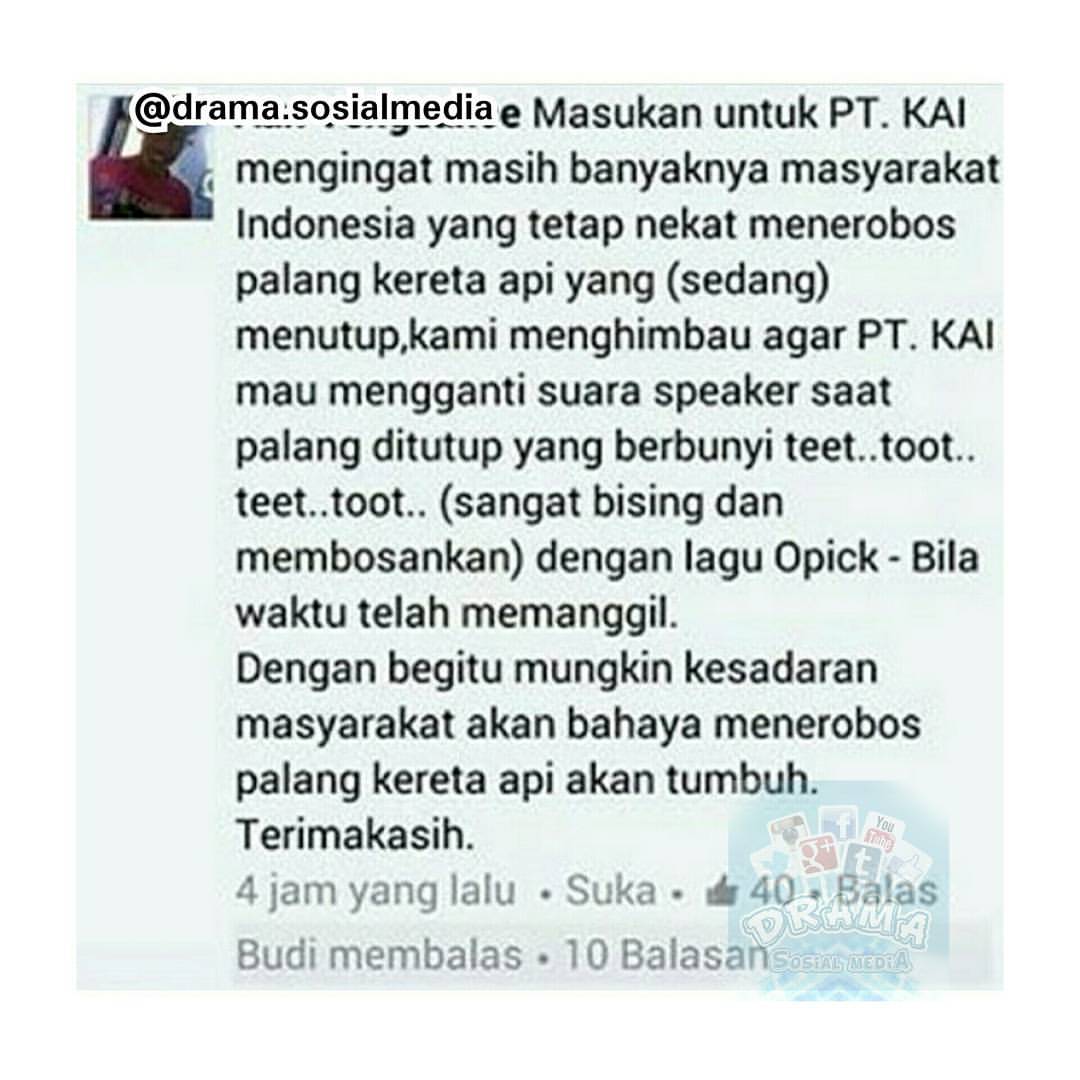 @drama.sosialmedia e Masukan untuk PT. KAI
mengingat masih banyaknya masyarakat
Indonesia yang tetap nekat menerobos
palang kereta api yang (sedang)
menutup,kami menghimbau agar PT. KAI
mau mengganti suara speaker saat
palang ditutup yang berbunyi teet..toot..
teet..toot.. (sangat bising dan
membosankan) dengan lagu Opick - Bila
waktu telah memanggil.
Dengan begitu mungkin kesadaran
masyarakat akan bahaya menerobos
palang kereta api akan tumbuh.
Terimakasih.
4 jam yang lalu • Suka • 40 • Balas
Budi membalas • 10 Balasan
You
Tube
g+
f
t
DRAMA
SOSIAL MEDIA